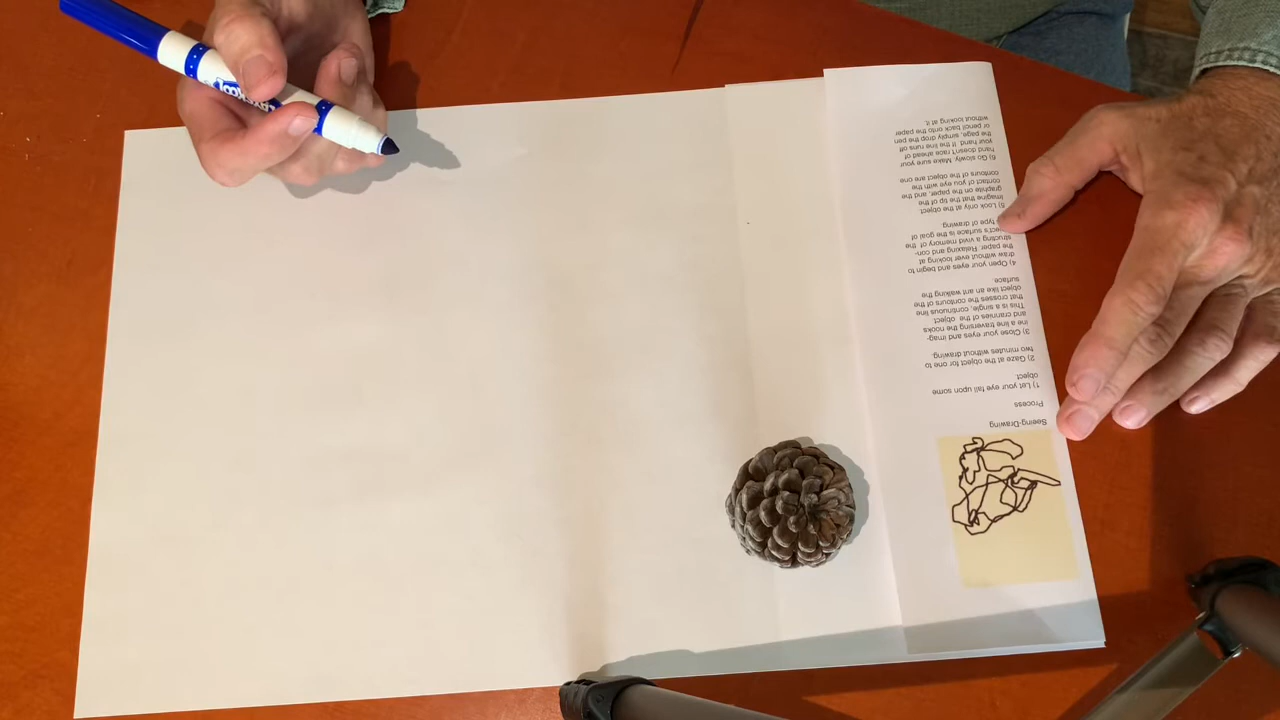 Seeing-Drawing
Process
1) Let your eye fall upon some
object
2) Gaze at the object for one to
two minutes without drawing.
3) Close your eyes and imag-
ine a line traversing the nooks
and crannies of the object
This is a single, continuous line
that crosses the contours of the
object like an ant walking the
surface
4) Open your eyes and begin to
draw without ever looking at
the paper. Relaxing and con-
structing a vivid memory of the
surface is the goal of
type of drawing
5) Look only at the object.
Imagine that the tip of the
graphite on the paper, and the
contact of you eye with the
contours of the object are one
6) Go slowly. Make sure your
hand doesn't race ahead of
your hand. If the line runs off
the page, simply drop the pen
or pencil back onto the paper
without looking at it.